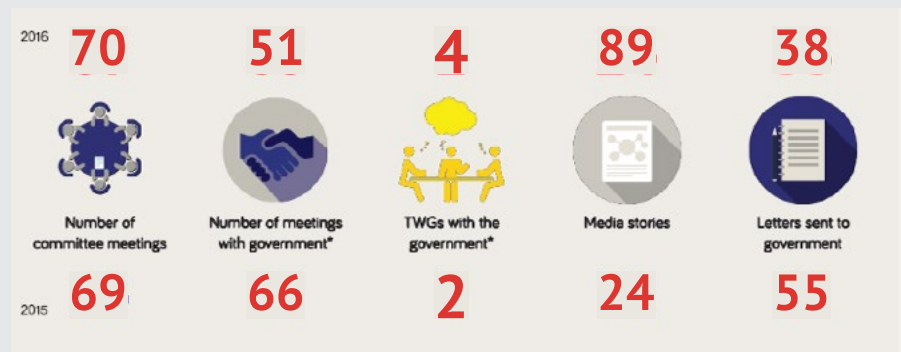 2016 70 51 4 89 38
Number of committee meetings
Number of meetings with government*
TWGs with the government*
Media stories
Letters sent to government
2015 69 66 2 24 55